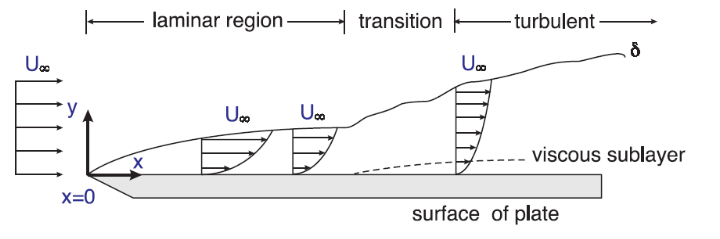 laminar region
transition
turbulent
U∞
δ
U∞
y
U∞
U∞
x
viscous sublayer
x=0
surface of plate